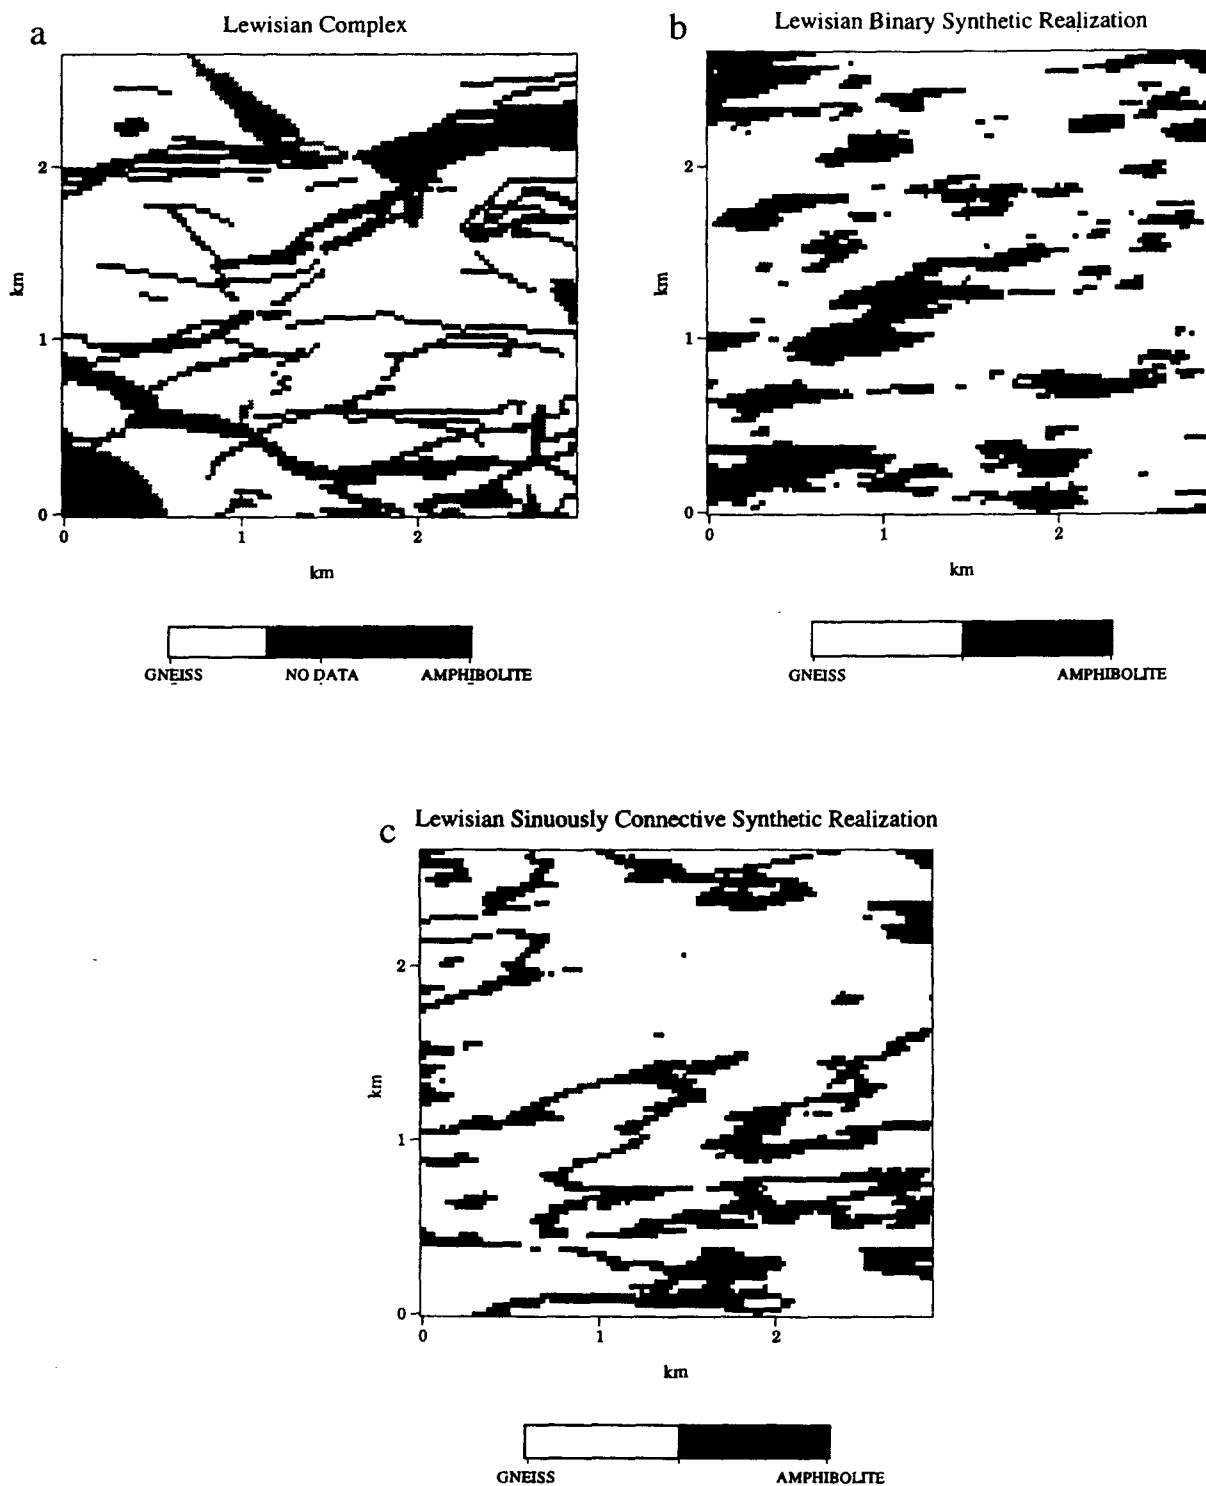 a
Lewisian Complex
km
2
1
0
0
1
2
km
GNEISS
NO DATA
AMPHIBOLITE
b
Lewisian Binary Synthetic Realization
km
2
1
0
0
1
2
km
GNEISS
AMPHIBOLITE
c
Lewisian Sinuously Connective Synthetic Realization
km
2
1
0
0
1
2
km
GNEISS
AMPHIBOLITE